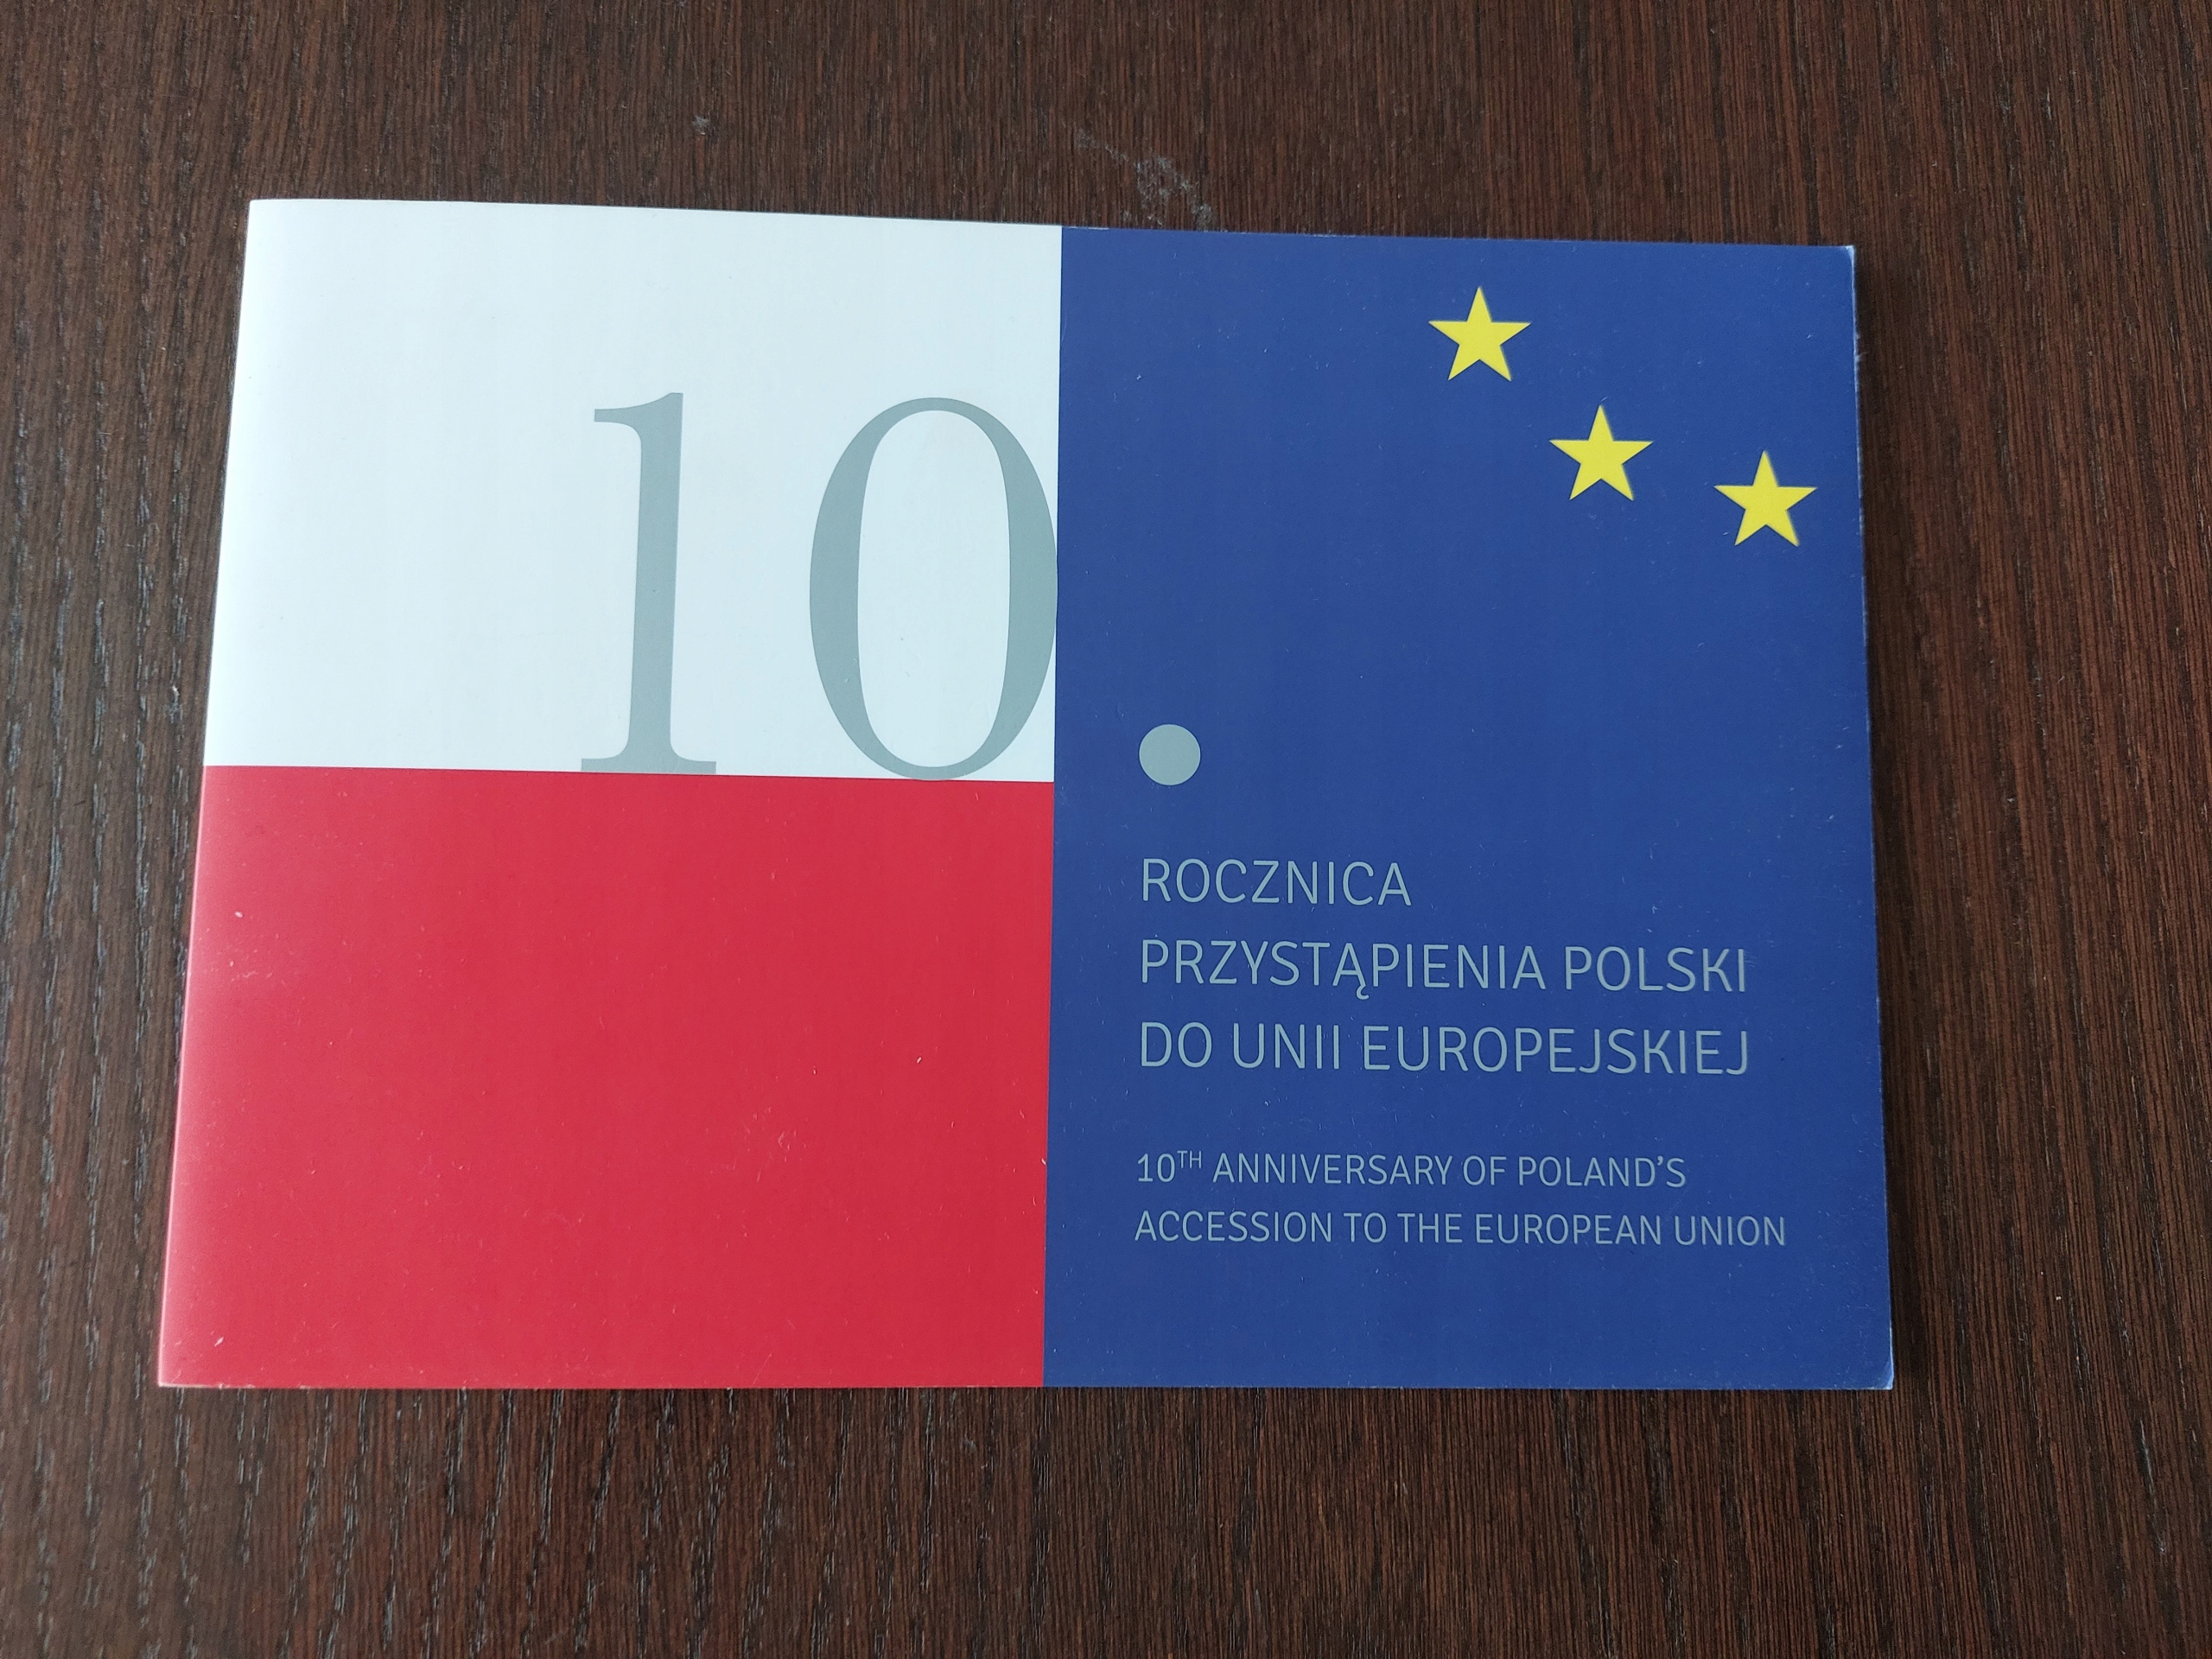 10.
ROCZNICA
PRZYSTĄPIENIA POLSKI
DO UNII EUROPEJSKIEJ
10TH ANNIVERSARY OF POLAND'S
ACCESSION TO THE EUROPEAN UNION